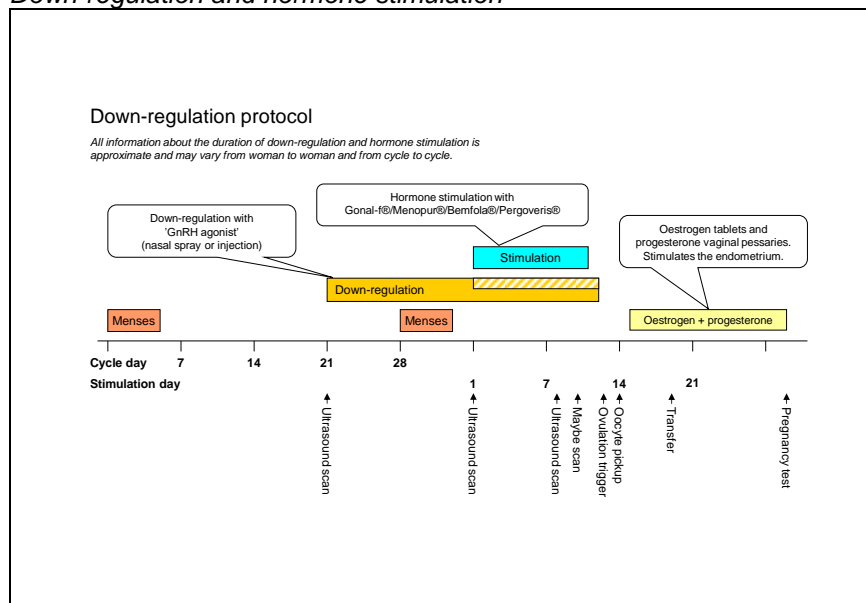 Down-regulation and hormone stimulation
Down-regulation protocol
All information about the duration of down-regulation and hormone stimulation is
approximate and may vary from woman to woman and from cycle to cycle.
Hormone stimulation with
Gonal-f®/Menopur®/Bemfola®/Pergoveris®
Down-regulation with
'GnRH agonist'
(nasal spray or injection)
Oestrogen tablets and
progesterone vaginal pessaries.
Stimulates the endometrium.
Stimulation
Down-regulation
Menses
Menses
Oestrogen + progesterone
Cycle day 7 14 21 28
Stimulation day 1 7 14 21
Ultrasound scan
Ultrasound scan
Ultrasound scan
Maybe scan
Ovulation trigger
Oocyte pickup
Transfer
Pregnancy test